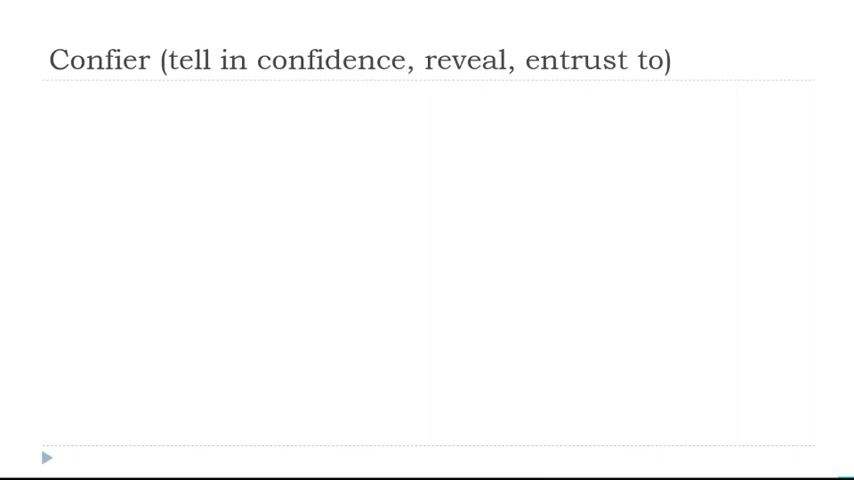 Confier (tell in confidence, reveal, entrust to)